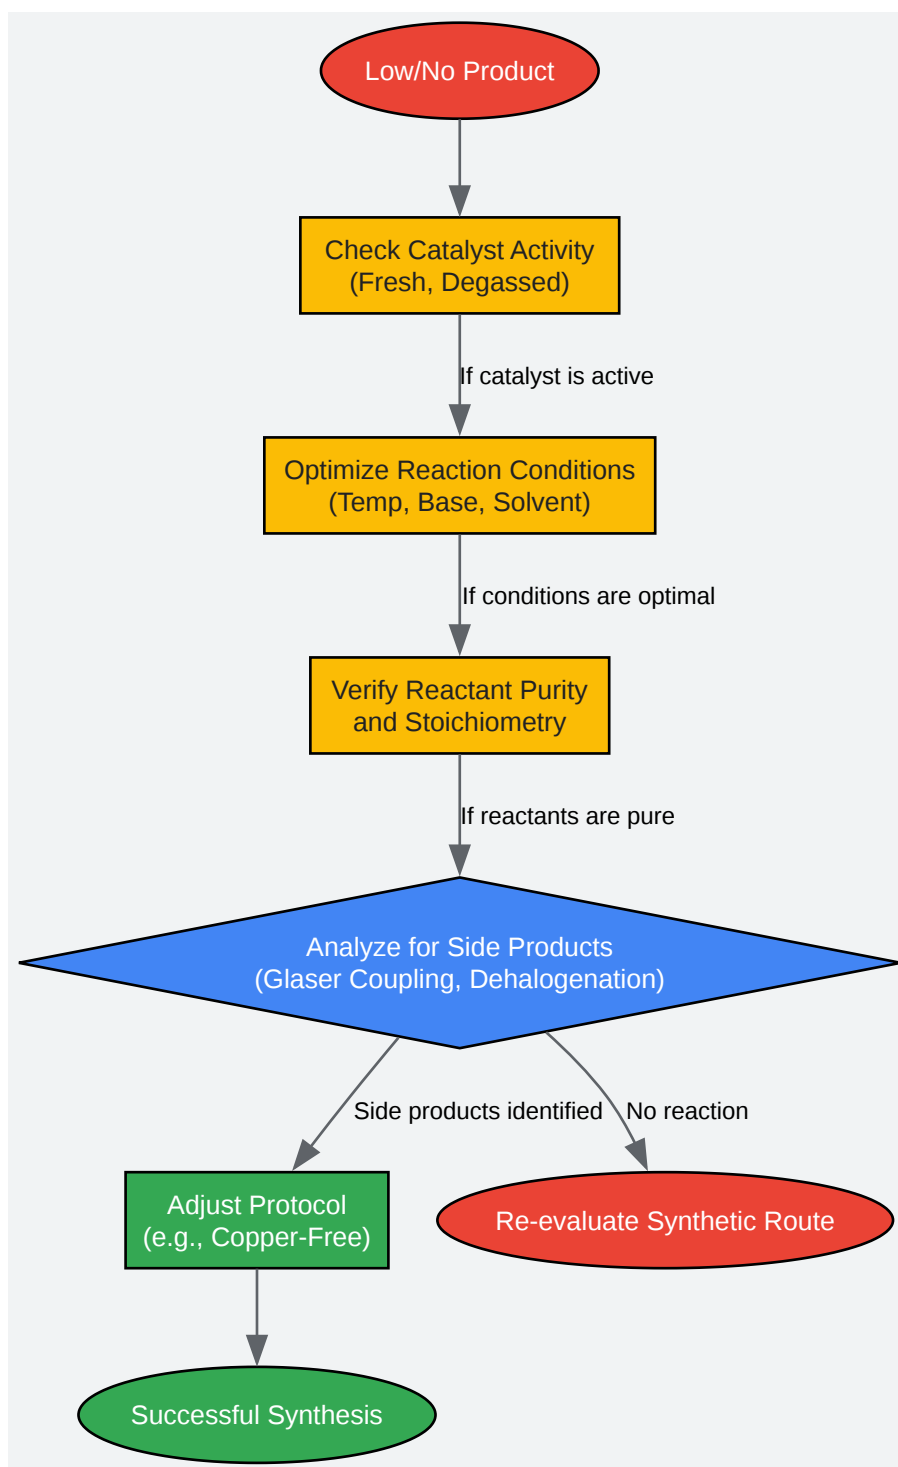 Low/No Product
Check Catalyst Activity
(Fresh, Degassed)
If catalyst is active
Optimize Reaction Conditions
(Temp, Base, Solvent)
If conditions are optimal
Verify Reactant Purity
and Stoichiometry
If reactants are pure
Analyze for Side Products
(Glaser Coupling, Dehalogenation)
Side products identified
No reaction
Adjust Protocol
(e.g., Copper-Free)
Re-evaluate Synthetic Route
Successful Synthesis